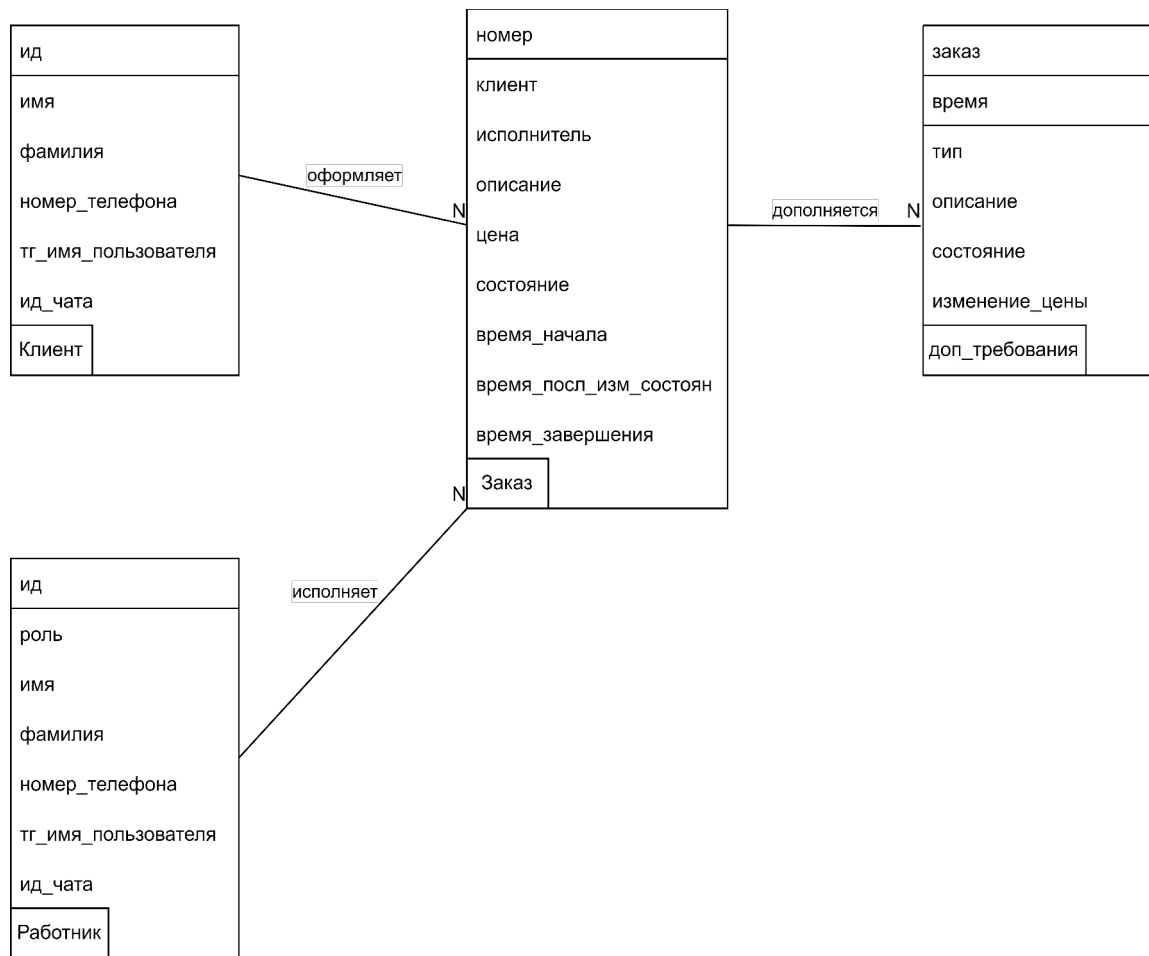 ид
имя
фамилия
номер_телефона
тг_имя_пользователя
ид_чата
Клиент
оформляет
N
номер
клиент
исполнитель
описание
цена
состояние
время_начала
время_посл_изм_состоян
время_завершения
Заказ
дополняется
N
заказ
время
тип
описание
состояние
изменение_цены
доп_требования
N
исполняет
ид
роль
имя
фамилия
номер_телефона
тг_имя_пользователя
ид_чата
Работник